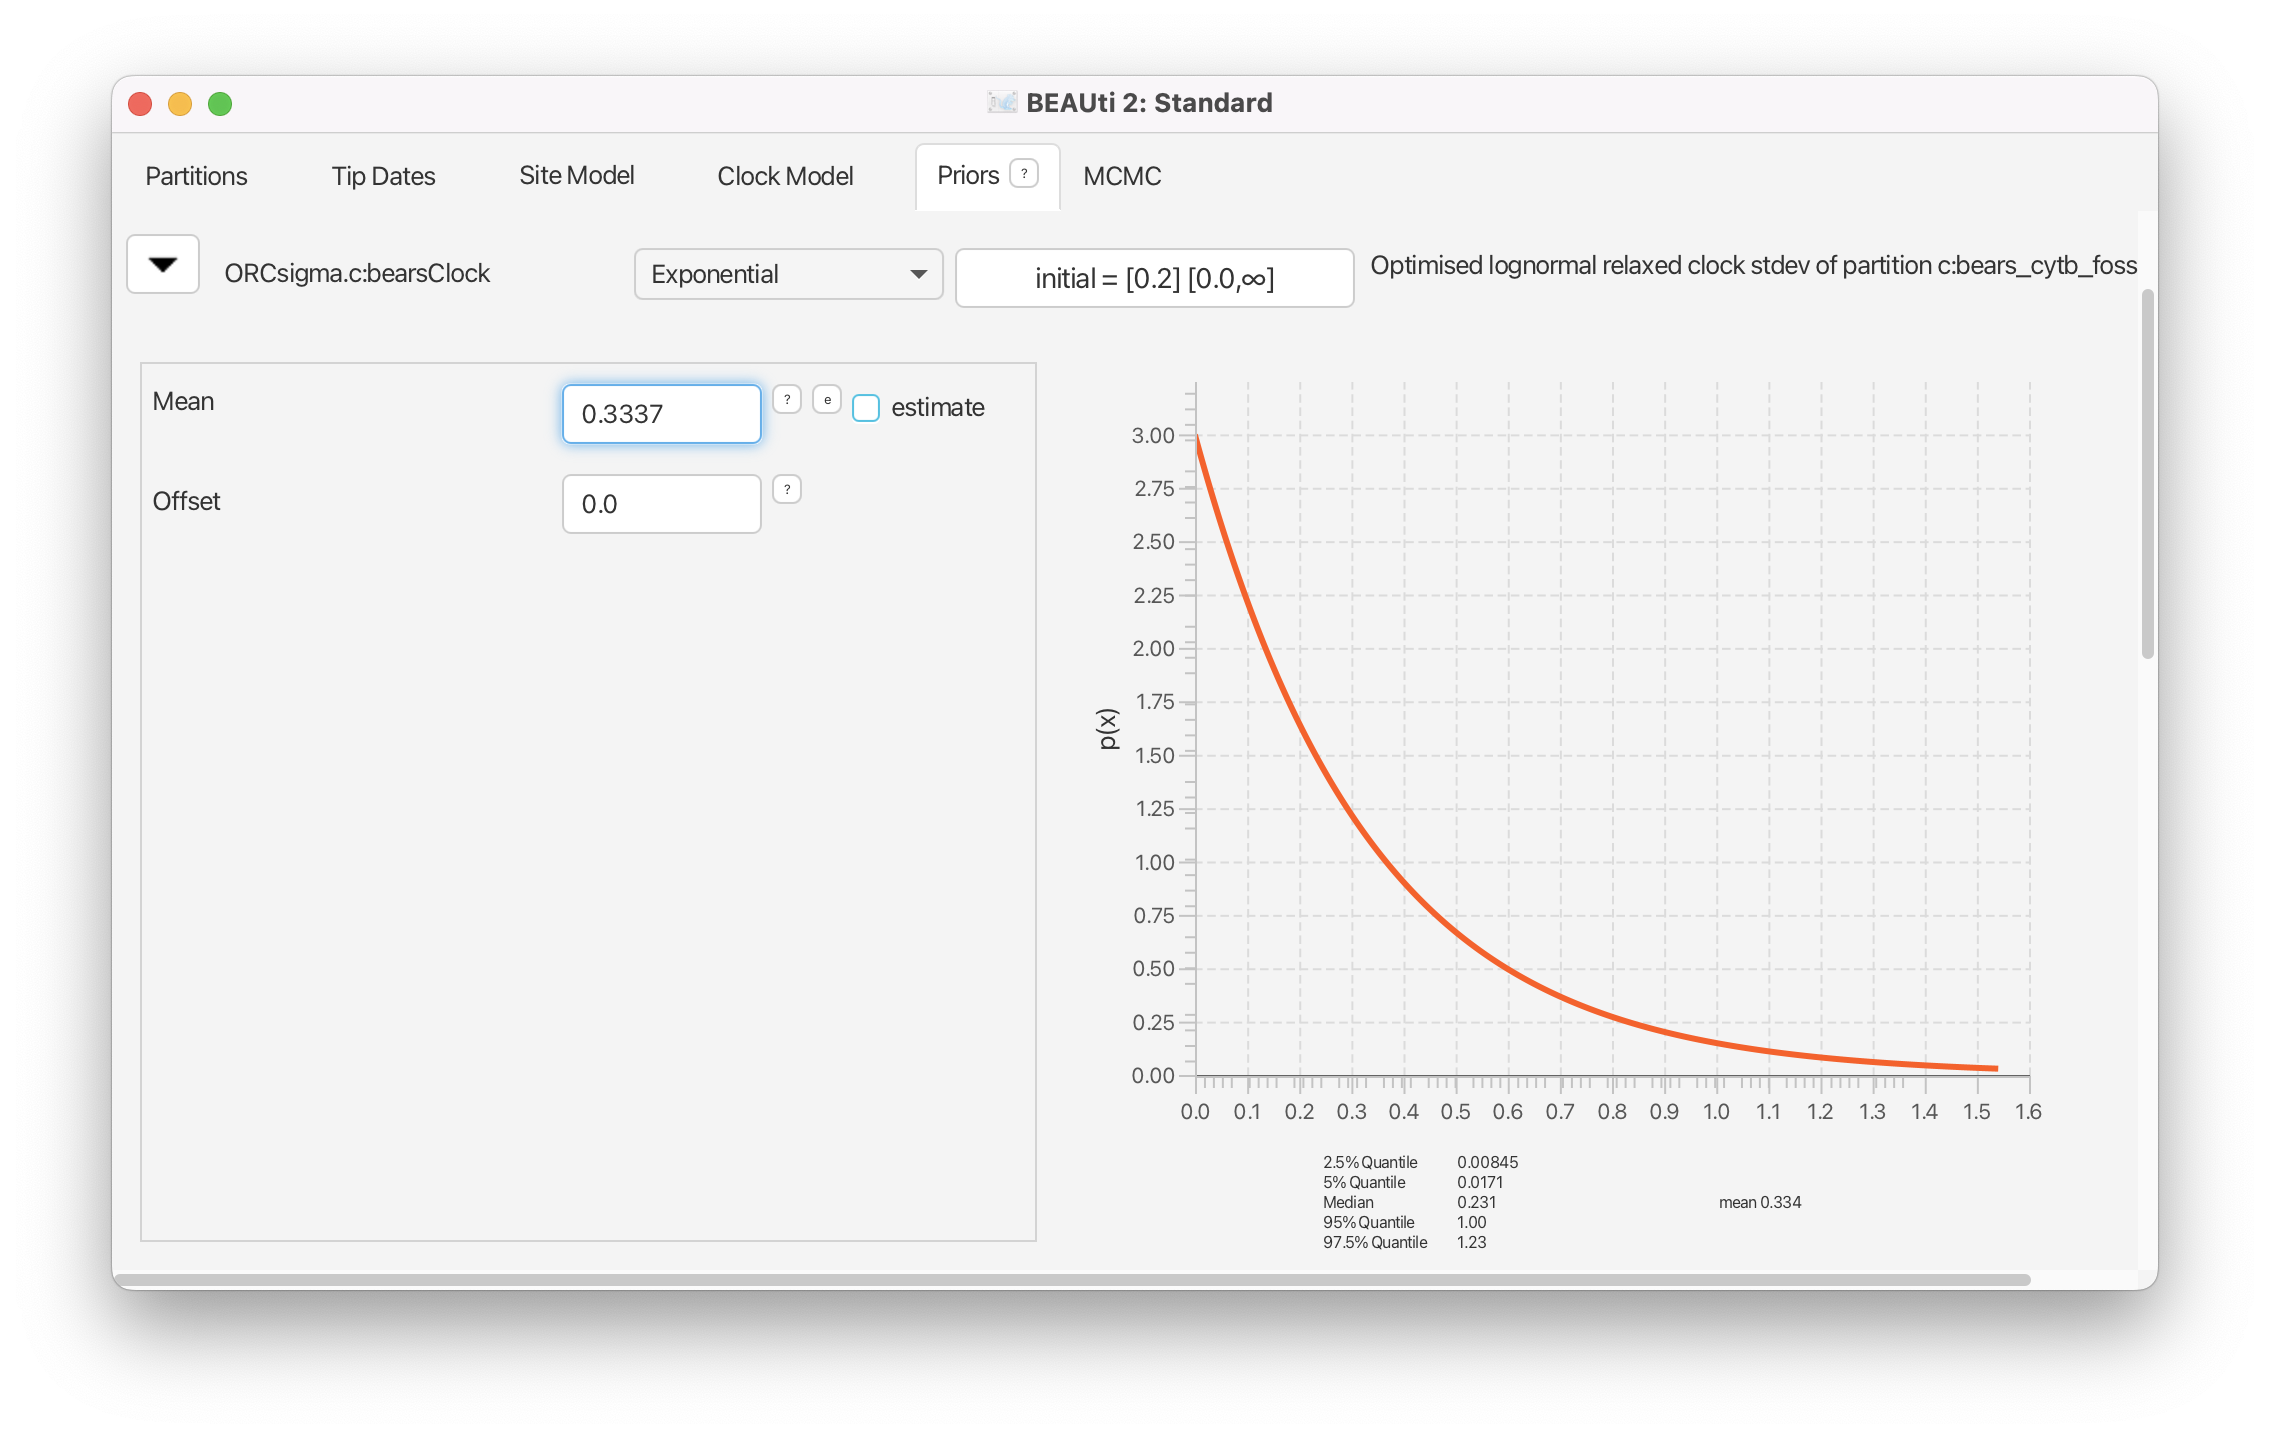 BEAUti 2: Standard
Partitions Tip Dates Site Model Clock Model Priors ? MCMC
ORCsigma.c:bearsClock Exponential initial = [0.2] [0.0,∞] Optimised lognormal relaxed clock stdev of partition c:bears_cytb_foss
Mean 0.3337 ? e estimate
Offset 0.0 ?
p(x)
3.00
2.75
2.50
2.25
2.00
1.75
1.50
1.25
1.00
0.75
0.50
0.25
0.00
0.0 0.1 0.2 0.3 0.4 0.5 0.6 0.7 0.8 0.9 1.0 1.1 1.2 1.3 1.4 1.5 1.6
2.5% Quantile 0.00845
5% Quantile 0.0171
Median 0.231 mean 0.334
95% Quantile 1.00
97.5% Quantile 1.23